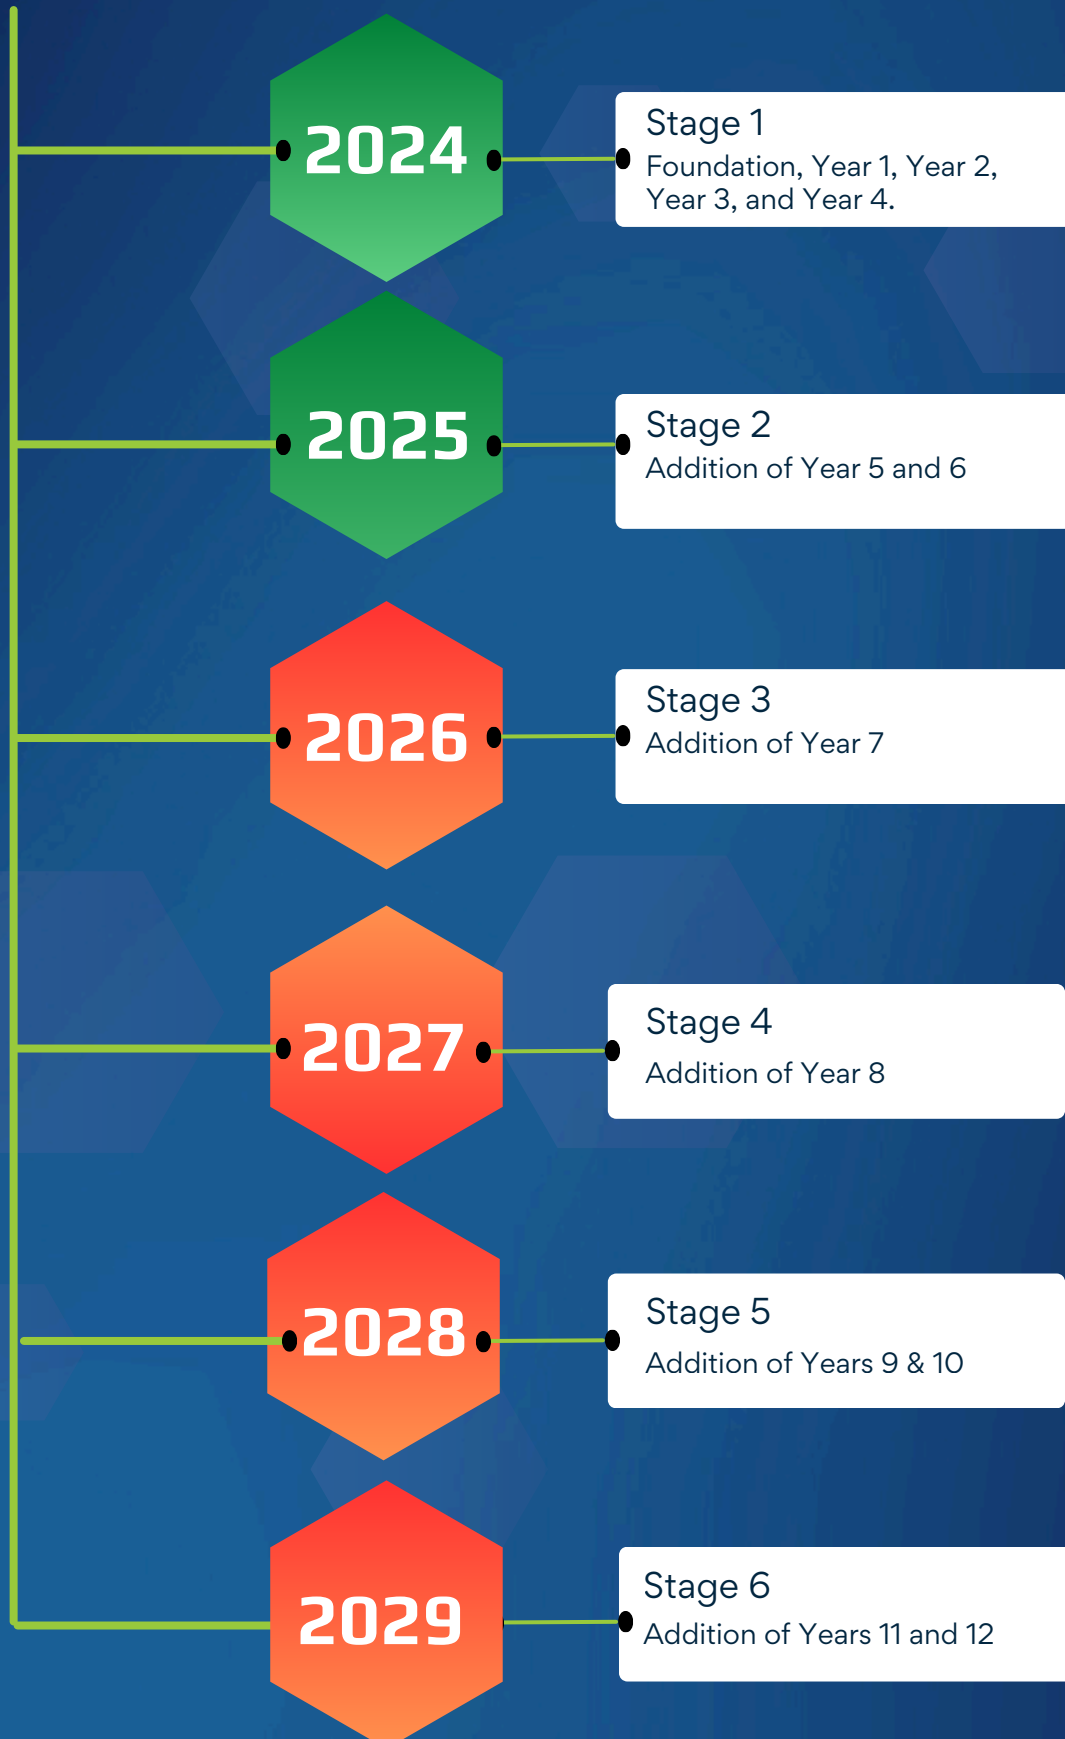 2024
Stage 1
Foundation, Year 1, Year 2,
Year 3, and Year 4.
2025
Stage 2
Addition of Year 5 and 6
2026
Stage 3
Addition of Year 7
2027
Stage 4
Addition of Year 8
2028
Stage 5
Addition of Years 9 & 10
2029
Stage 6
Addition of Years 11 and 12